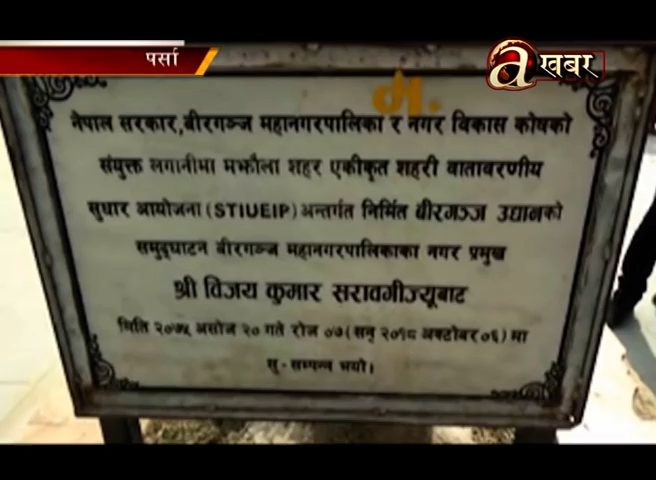 पर्सा
a खबर
नेपाल सरकार,बीरगञ्ज महानगरपालिका र नगर विकास कोषको
संयुक्त लगानीमा मझौला शहर एकीकृत शहरी वातावरणीय
सुधार आयोजना (STIUEIP) अन्तर्गत निर्मित बीरगञ्ज उद्यानको
समुद्घाटन बीरगञ्ज महानगरपालिकाका नगर प्रमुख
श्री विजय कुमार सरावगीज्यूबाट
मिति २०७५ असोज २० गते रोज ०७ (सन् २०१८ अक्टोबर ०६) मा
सु - सम्पन्न भयो।